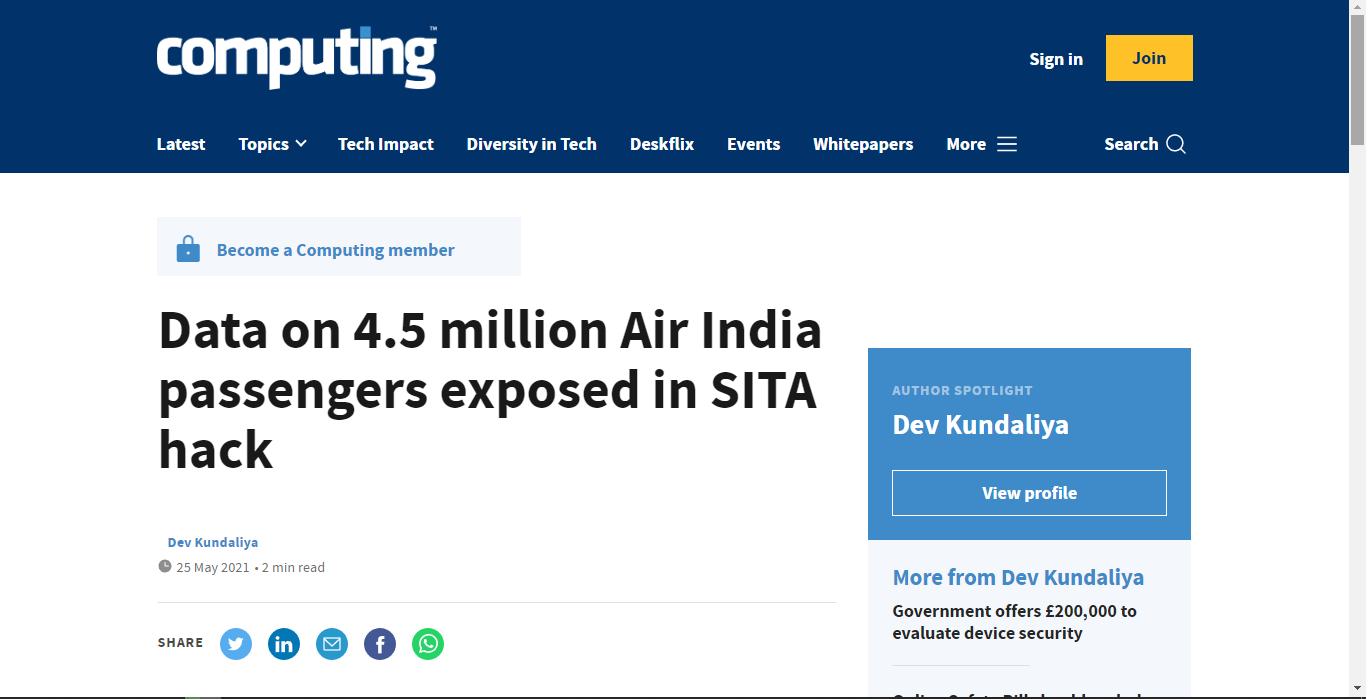 computing™
Sign in
Join
Latest
Topics
Tech Impact
Diversity in Tech
Deskflix
Events
Whitepapers
More
Search
Become a Computing member
Data on 4.5 million Air India
passengers exposed in SITA
hack
Dev Kundaliya
25 May 2021 • 2 min read
SHARE
AUTHOR SPOTLIGHT
Dev Kundaliya
View profile
More from Dev Kundaliya
Government offers £200,000 to
evaluate device security